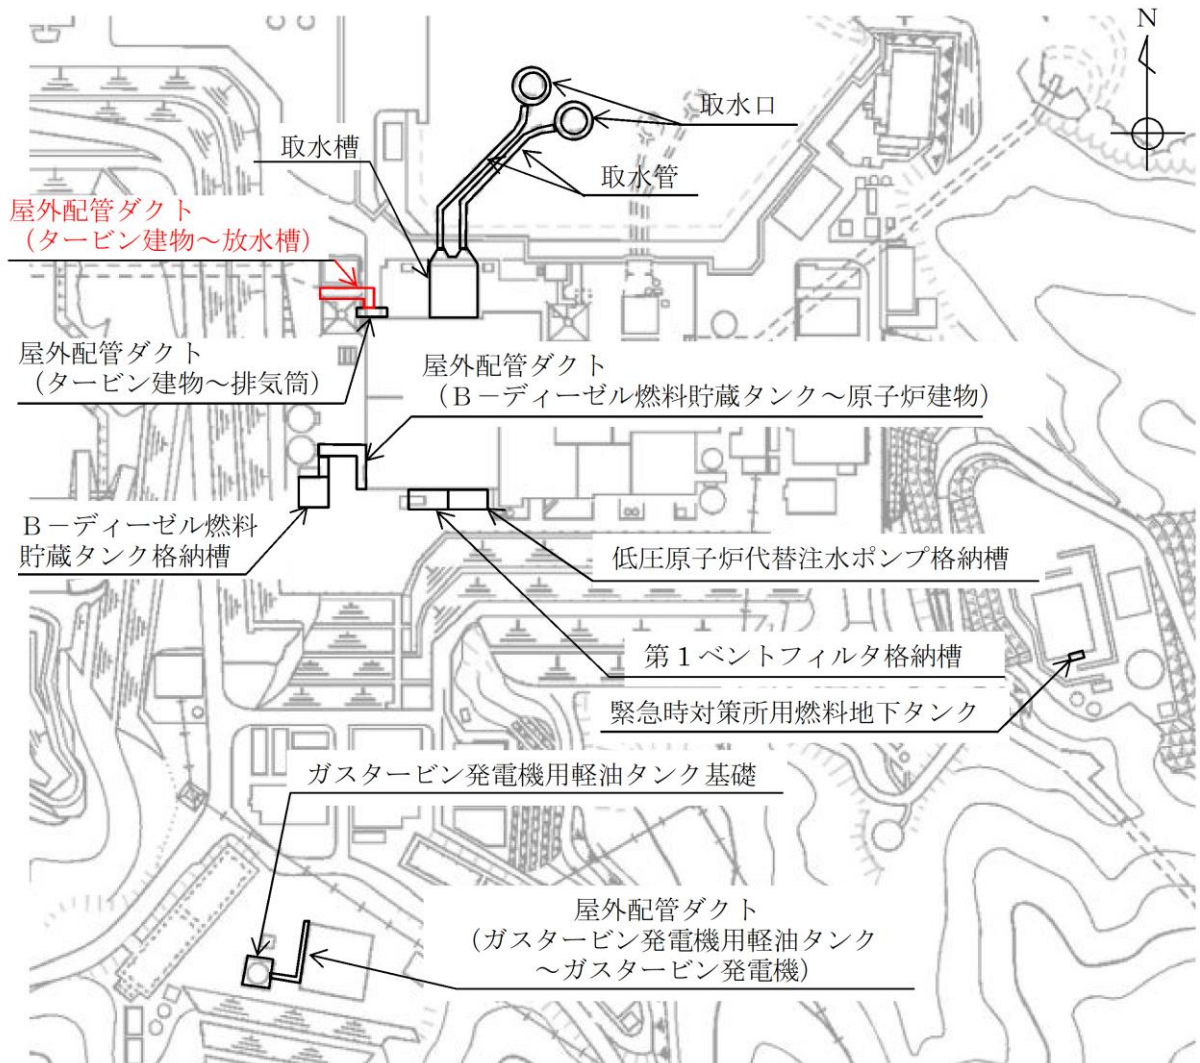 N
取水口
取水槽
取水管
屋外配管ダクト
（タービン建物～放水槽）
屋外配管ダクト
（タービン建物～排気筒）
屋外配管ダクト
（Ｂ－ディーゼル燃料貯蔵タンク～原子炉建物）
Ｂ－ディーゼル燃料
貯蔵タンク格納槽
低圧原子炉代替注水ポンプ格納槽
第１ベントフィルタ格納槽
緊急時対策所用燃料地下タンク
ガスタービン発電機用軽油タンク基礎
屋外配管ダクト
（ガスタービン発電機用軽油タンク
～ガスタービン発電機）